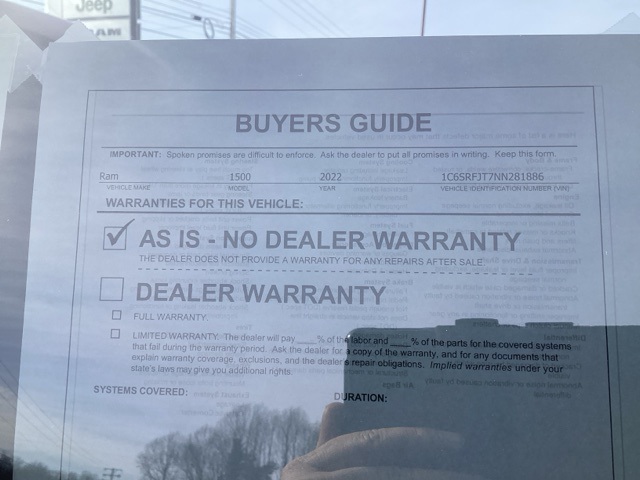 Jeep
RAM
BUYERS GUIDE
IMPORTANT: Spoken promises are difficult to enforce. Ask the dealer to put all promises in writing. Keep this form.
Ram 1500 2022 1C6SRFJT7NN281886
VEHICLE MAKE MODEL YEAR VEHICLE IDENTIFICATION NUMBER (VIN)
WARRANTIES FOR THIS VEHICLE:
AS IS - NO DEALER WARRANTY
THE DEALER DOES NOT PROVIDE A WARRANTY FOR ANY REPAIRS AFTER SALE.
DEALER WARRANTY
FULL WARRANTY.
LIMITED WARRANTY. The dealer will pay ____ % of the labor and ____ % of the parts for the covered systems
that fail during the warranty period. Ask the dealer for a copy of the warranty, and for any documents that
explain warranty coverage, exclusions, and the dealer's repair obligations. Implied warranties under your
state's laws may give you additional rights.
SYSTEMS COVERED: DURATION: